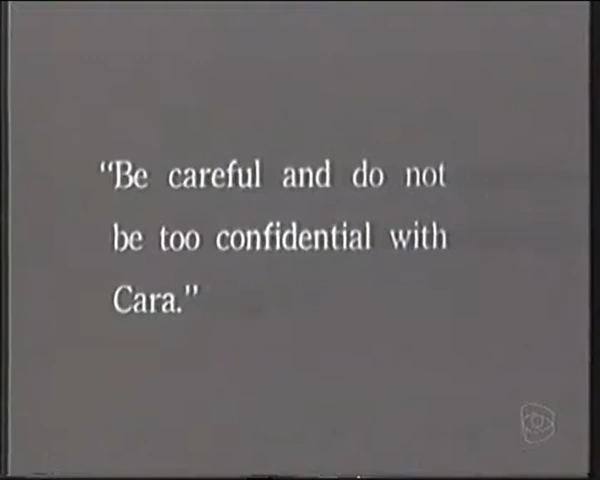 “Be careful and do not
be too confidential with
Cara.”